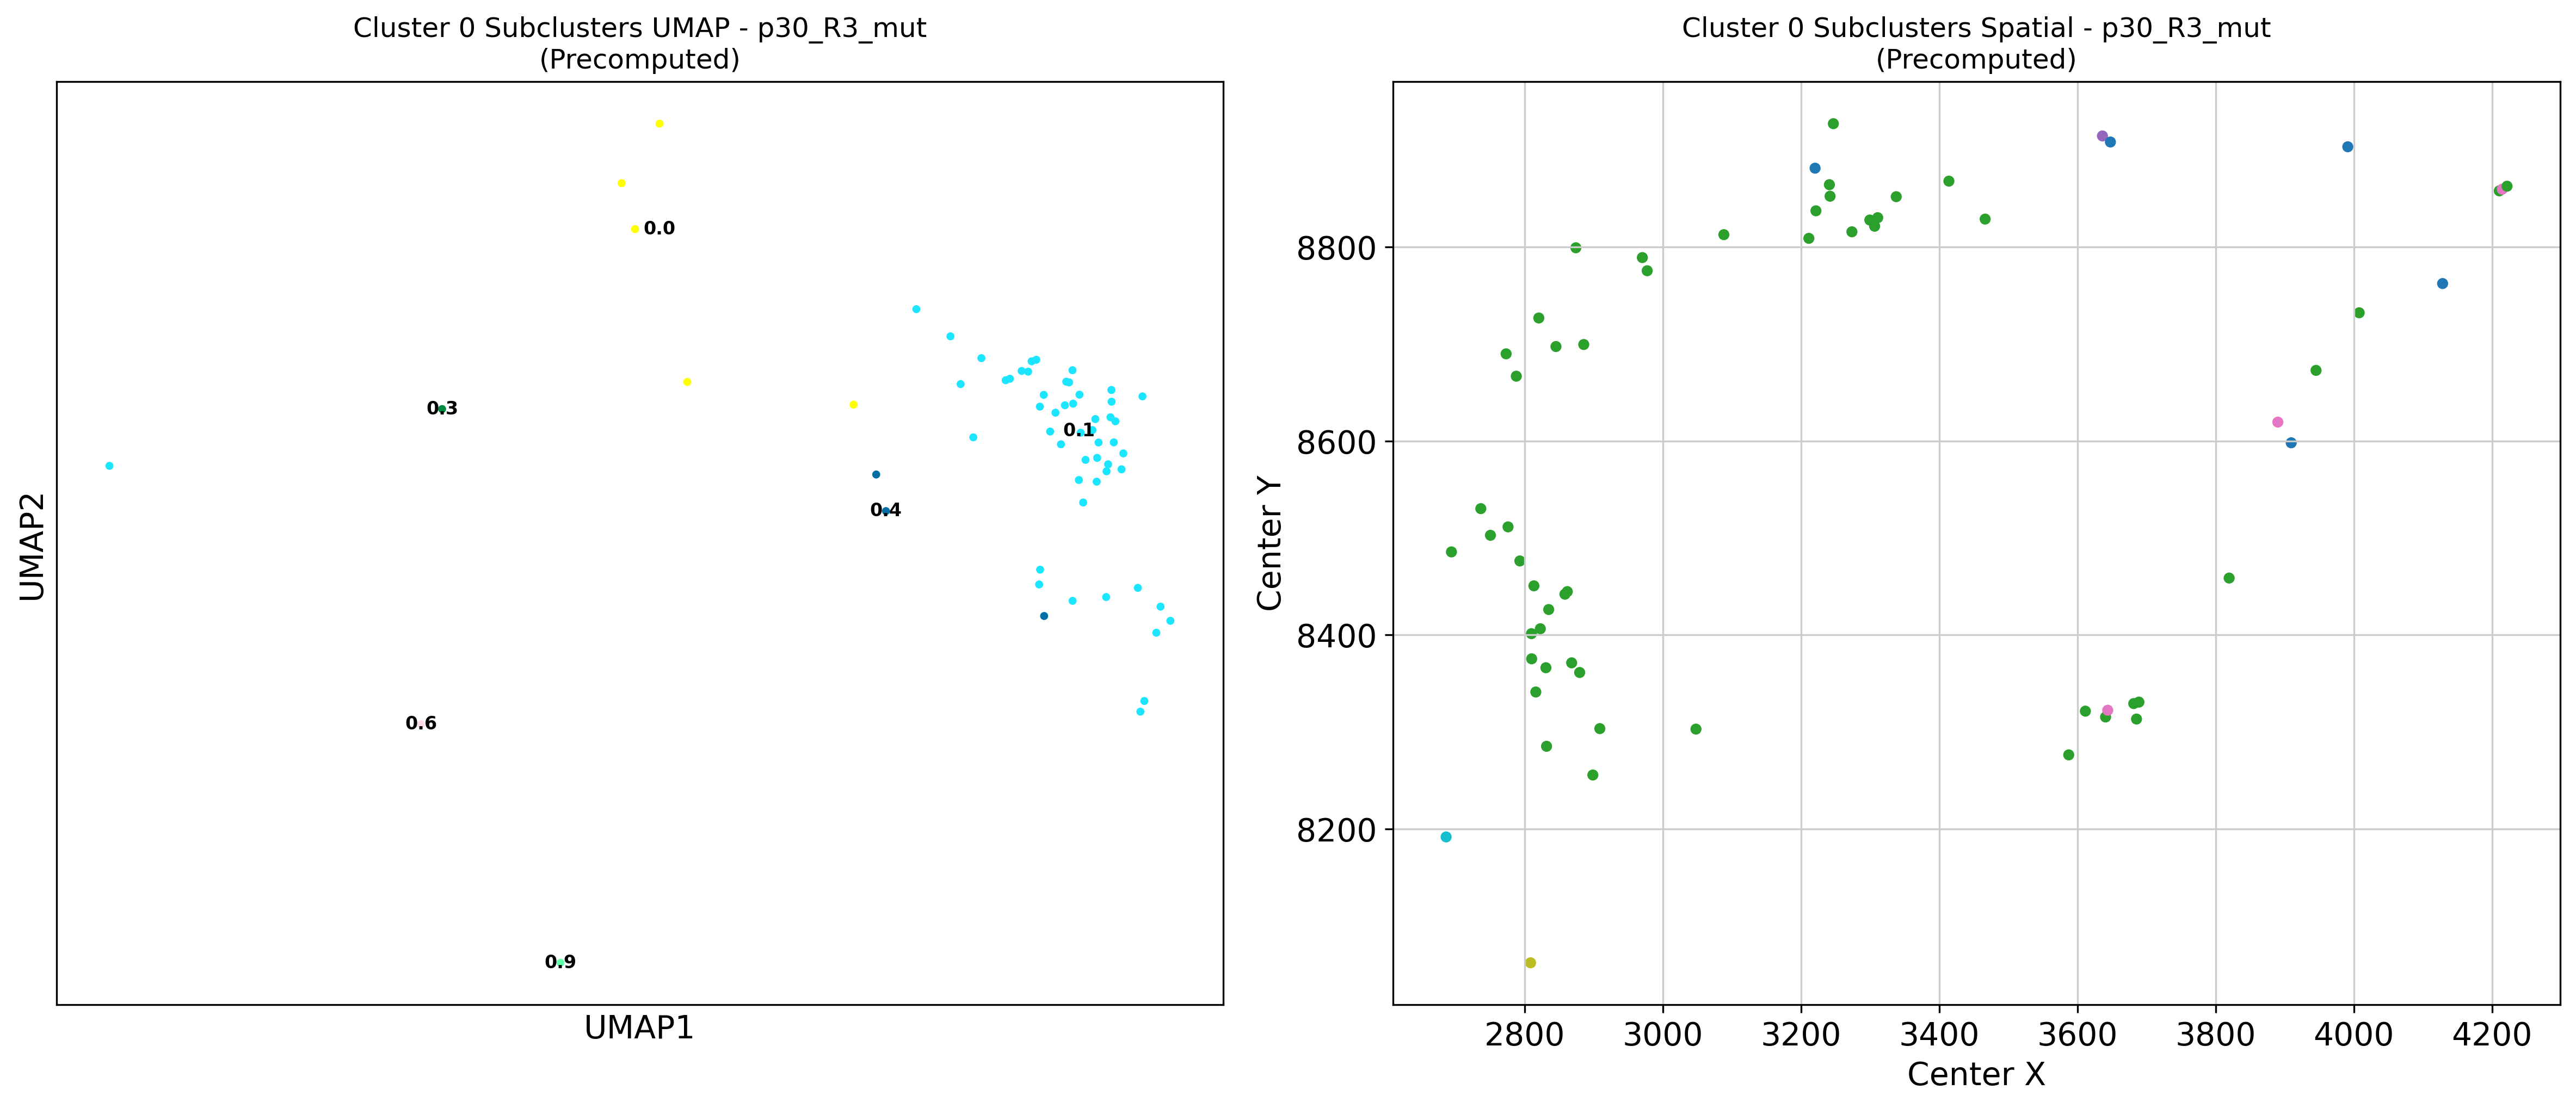 Cluster 0 Subclusters UMAP - p30_R3_mut
(Precomputed)
0.0
0.3
0.1
0.4
0.6
0.9
UMAP2
UMAP1
Cluster 0 Subclusters Spatial - p30_R3_mut
(Precomputed)
8800
8600
8400
8200
Center Y
2800 3000 3200 3400 3600 3800 4000 4200
Center X